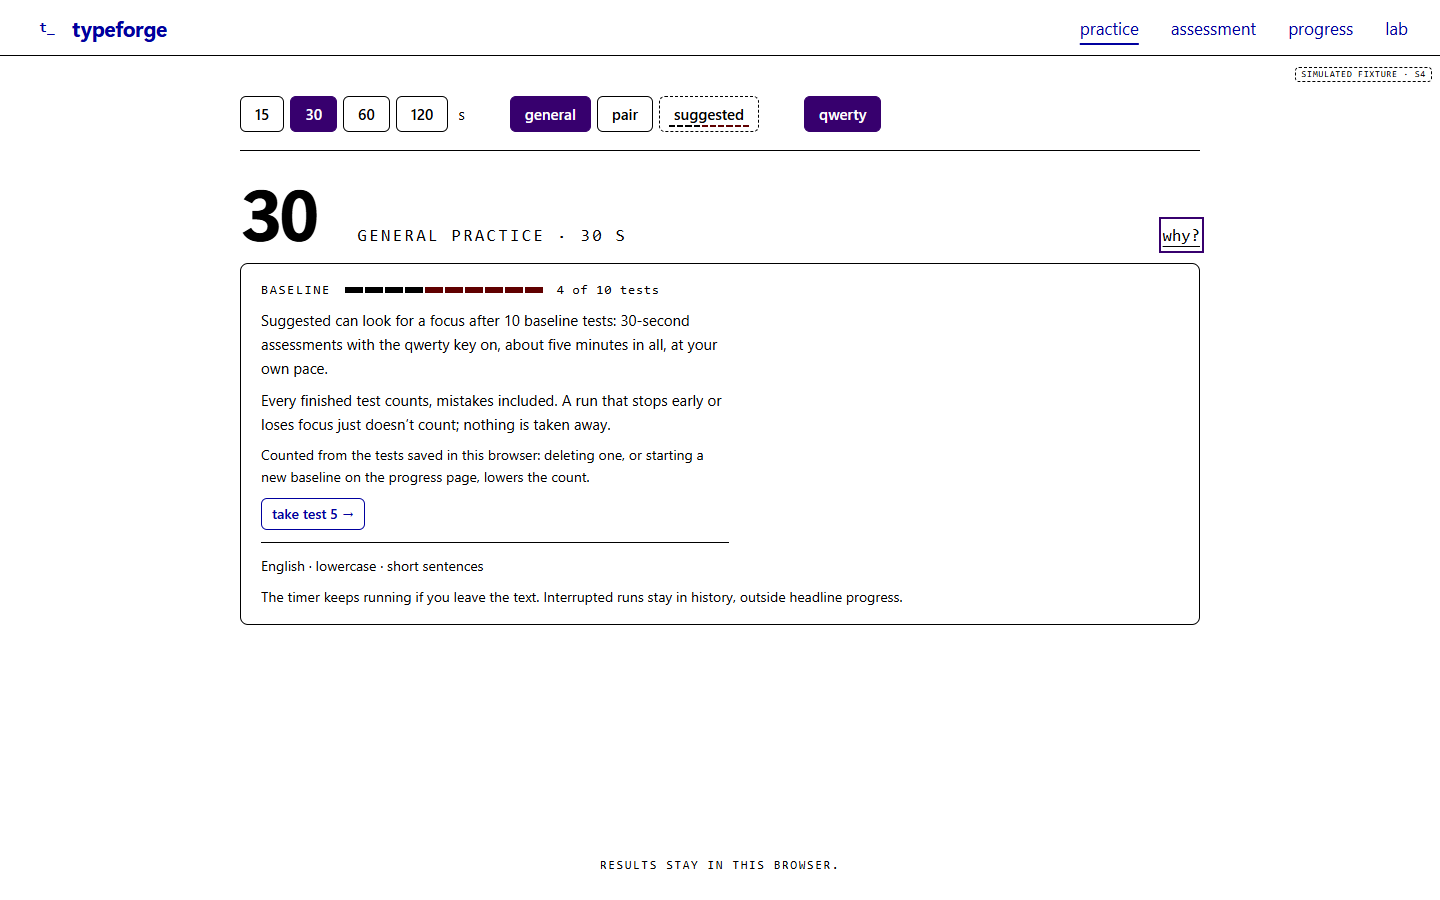 t_ typeforge
practice assessment progress lab
SIMULATED FIXTURE · S4
15 30 60 120 s general pair suggested qwerty
30 GENERAL PRACTICE · 30 S why?
BASELINE 4 of 10 tests
Suggested can look for a focus after 10 baseline tests: 30-second
assessments with the qwerty key on, about five minutes in all, at your
own pace.
Every finished test counts, mistakes included. A run that stops early or
loses focus just doesn't count; nothing is taken away.
Counted from the tests saved in this browser: deleting one, or starting a
new baseline on the progress page, lowers the count.
take test 5 →
English · lowercase · short sentences
The timer keeps running if you leave the text. Interrupted runs stay in history, outside headline progress.
RESULTS STAY IN THIS BROWSER.